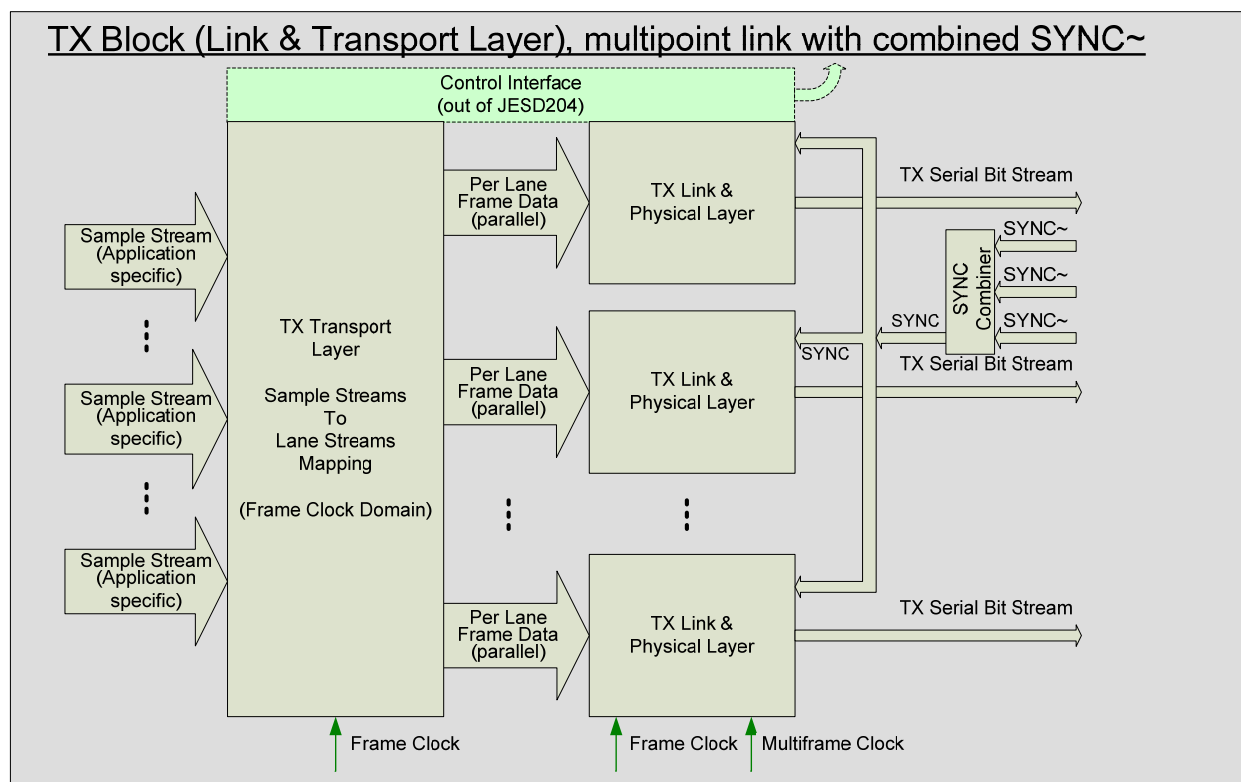 TX Block (Link & Transport Layer), multipoint link with combined SYNC~
Control Interface
(out of JESD204)
Sample Stream
(Application
specific)
Sample Stream
(Application
specific)
Sample Stream
(Application
specific)
TX Transport
Layer
Sample Streams
To
Lane Streams
Mapping
(Frame Clock Domain)
Per Lane
Frame Data
(parallel)
Per Lane
Frame Data
(parallel)
Per Lane
Frame Data
(parallel)
TX Link &
Physical Layer
TX Link &
Physical Layer
TX Link &
Physical Layer
TX Serial Bit Stream
SYNC~
SYNC~
SYNC~
SYNC
Combiner
SYNC
SYNC
TX Serial Bit Stream
TX Serial Bit Stream
Frame Clock
Frame Clock
Multiframe Clock